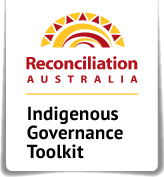 Reconciliation
AUSTRALIA
Indigenous
Governance
Toolkit